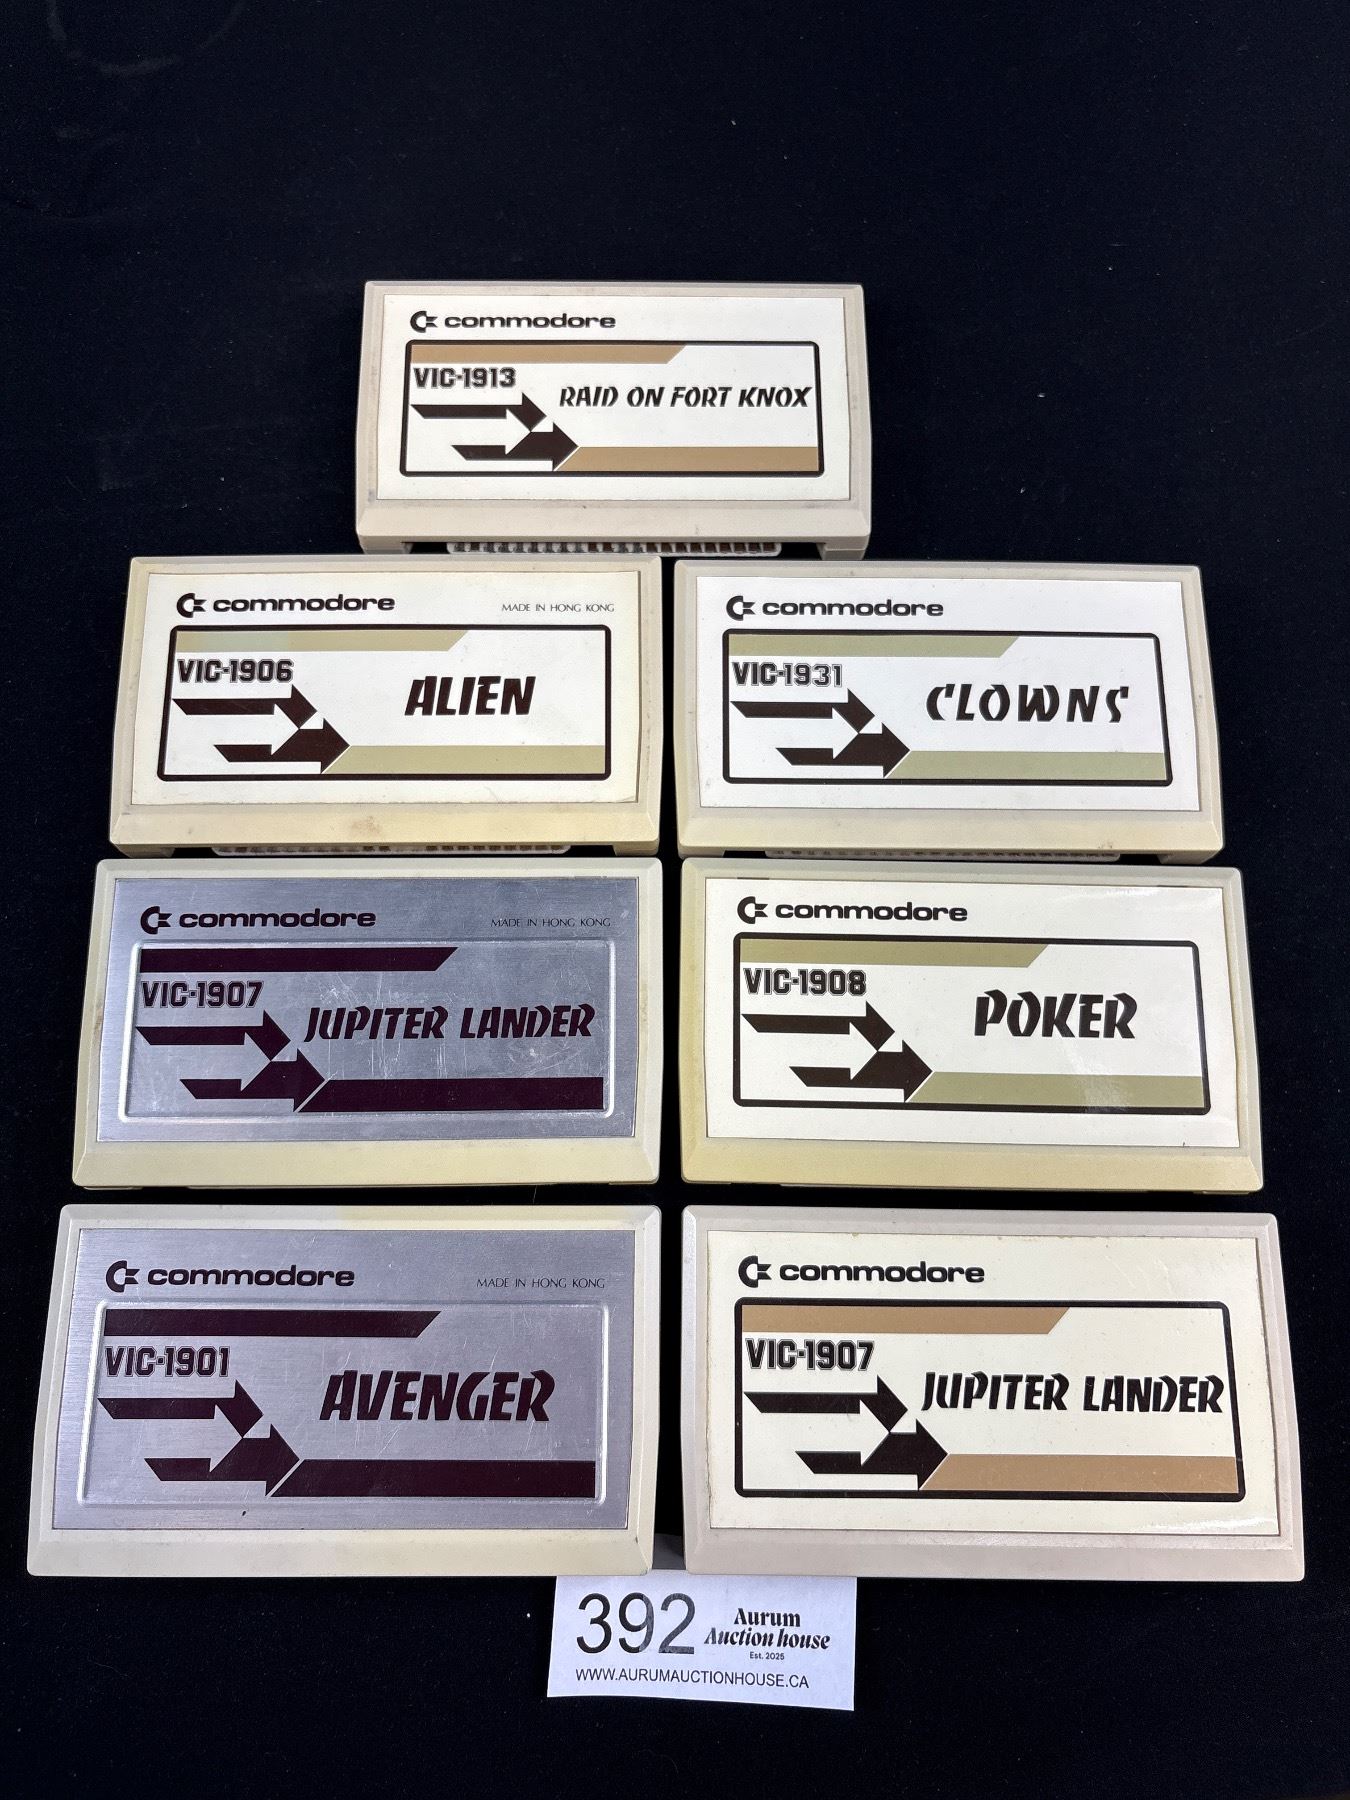 commodore
VIC-1913
RAID ON FORT KNOX
commodore
MADE IN HONG KONG
VIC-1906
ALIEN
commodore
VIC-1931
CLOWNS
commodore
MADE IN HONG KONG
VIC-1907
JUPITER LANDER
commodore
VIC-1908
POKER
commodore
MADE IN HONG KONG
VIC-1901
AVENGER
commodore
VIC-1907
JUPITER LANDER
392
Aurum
Auction house
Est. 2025
WWW.AURUMAUCTIONHOUSE.CA